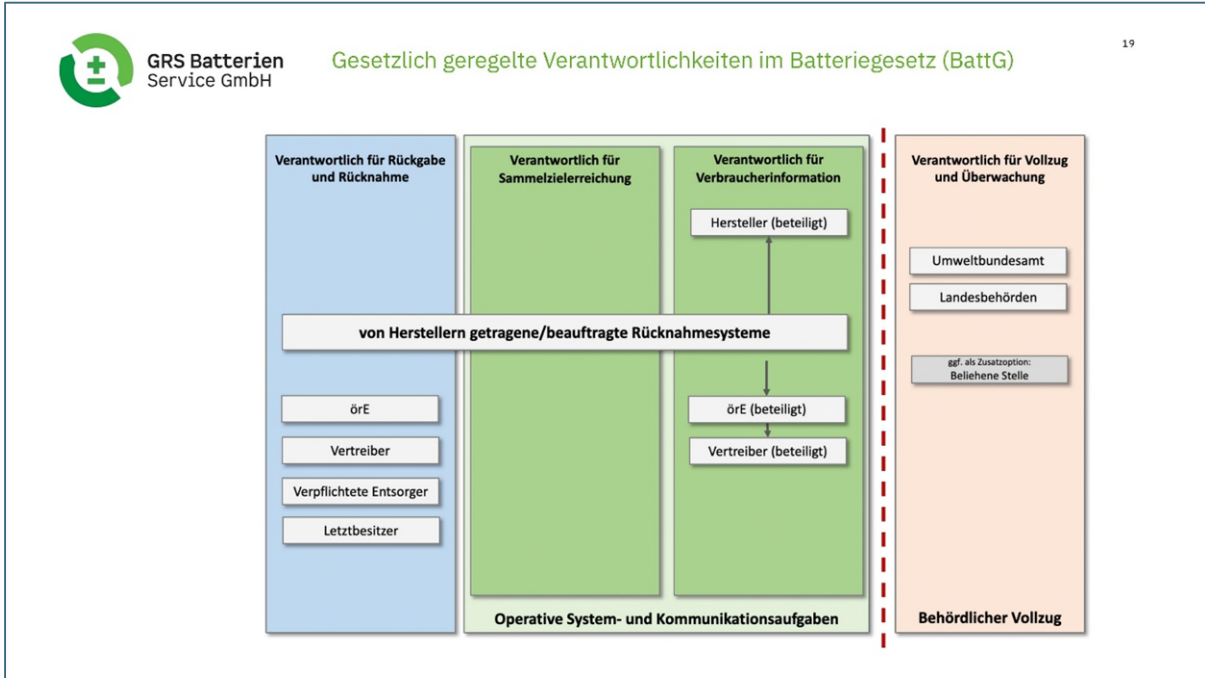 GRS Batterien
Service GmbH
Gesetzlich geregelte Verantwortlichkeiten im Batteriegesetz (BattG)
19
Verantwortlich für Rückgabe
und Rücknahme
Verantwortlich für
Sammelzielerreichung
Verantwortlich für
Verbraucherinformation
Verantwortlich für Vollzug
und Überwachung
Hersteller (beteiligt)
Umweltbundesamt
Landesbehörden
von Herstellern getragene/beauftragte Rücknahmesysteme
ggf. als Zusatzoption:
Beliehene Stelle
örE
örE (beteiligt)
Vertreiber
Vertreiber (beteiligt)
Verpflichtete Entsorger
Letztbesitzer
Operative System- und Kommunikationsaufgaben
Behördlicher Vollzug